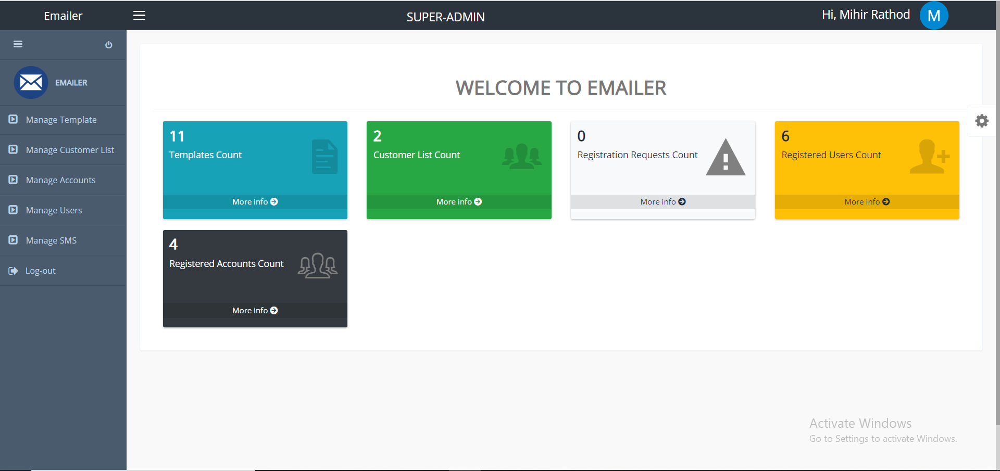 Emailer
SUPER-ADMIN
Hi, Mihir Rathod
M
EMAILER
Manage Template
Manage Customer List
Manage Accounts
Manage Users
Manage SMS
Log-out
WELCOME TO EMAILER
11
Templates Count
More info
2
Customer List Count
More info
0
Registration Requests Count
More info
6
Registered Users Count
More info
4
Registered Accounts Count
More info
Activate Windows
Go to Settings to activate Windows.